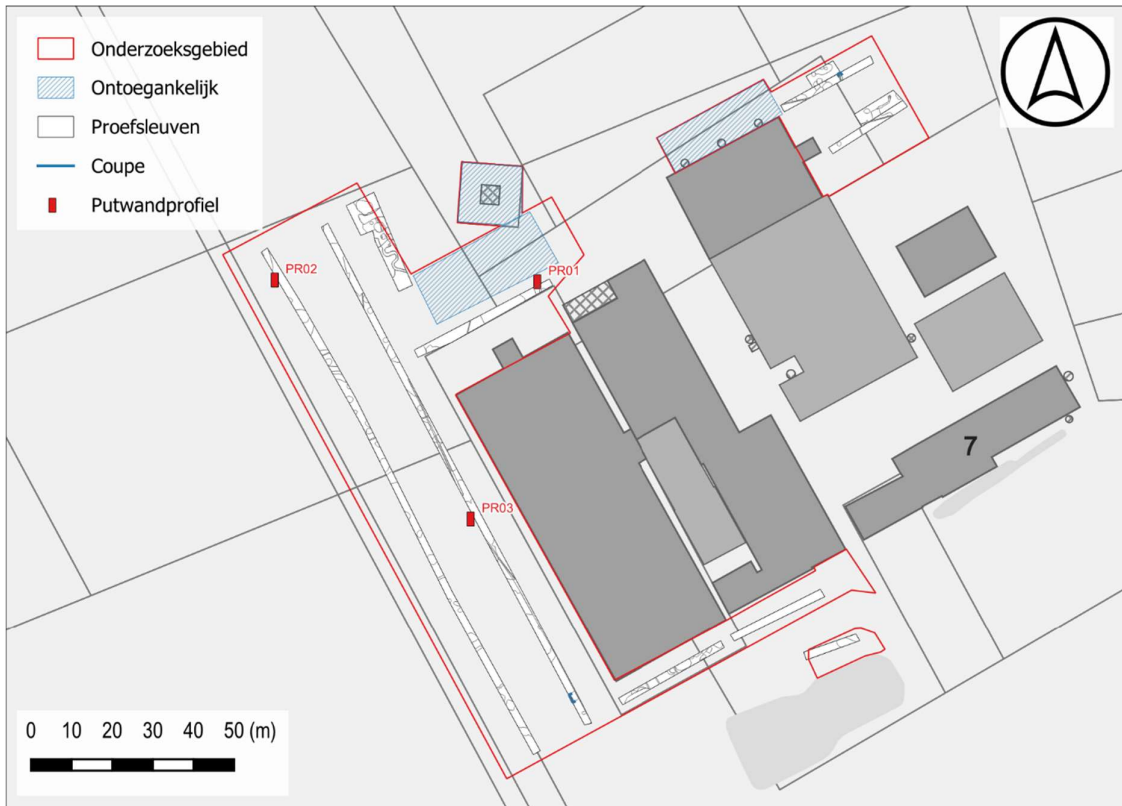 Onderzoeksgebied
Ontoegankelijk
Proefsleuven
Coupe
Putwandprofiel
PR02
PR01
PR03
7
0 10 20 30 40 50 (m)